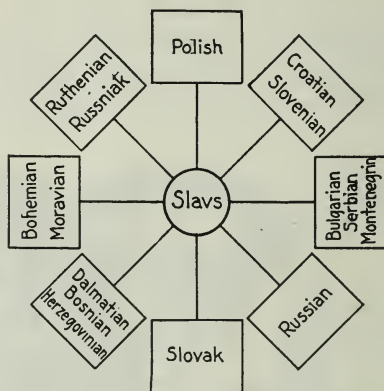 Polish
Ruthenian
Russniak
Croatian
Slovenian
Bohemian
Moravian
Slavs
Bulgarian
Serbian
Montenegrin
Dalmatian
Bosnian
Herzegovinian
Russian
Slovak